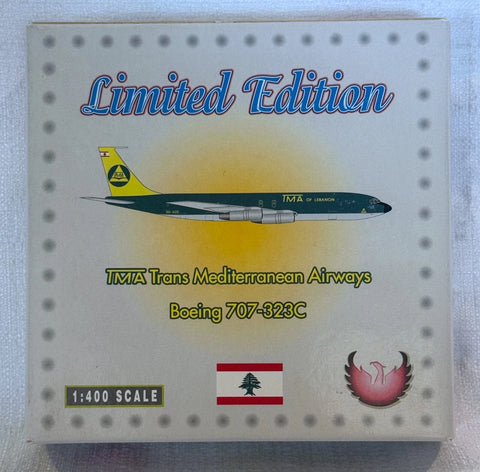 Limited Edition
TMA OF LEBANON
TMA Trans Mediterranean Airways
Boeing 707-323C
1:400 SCALE